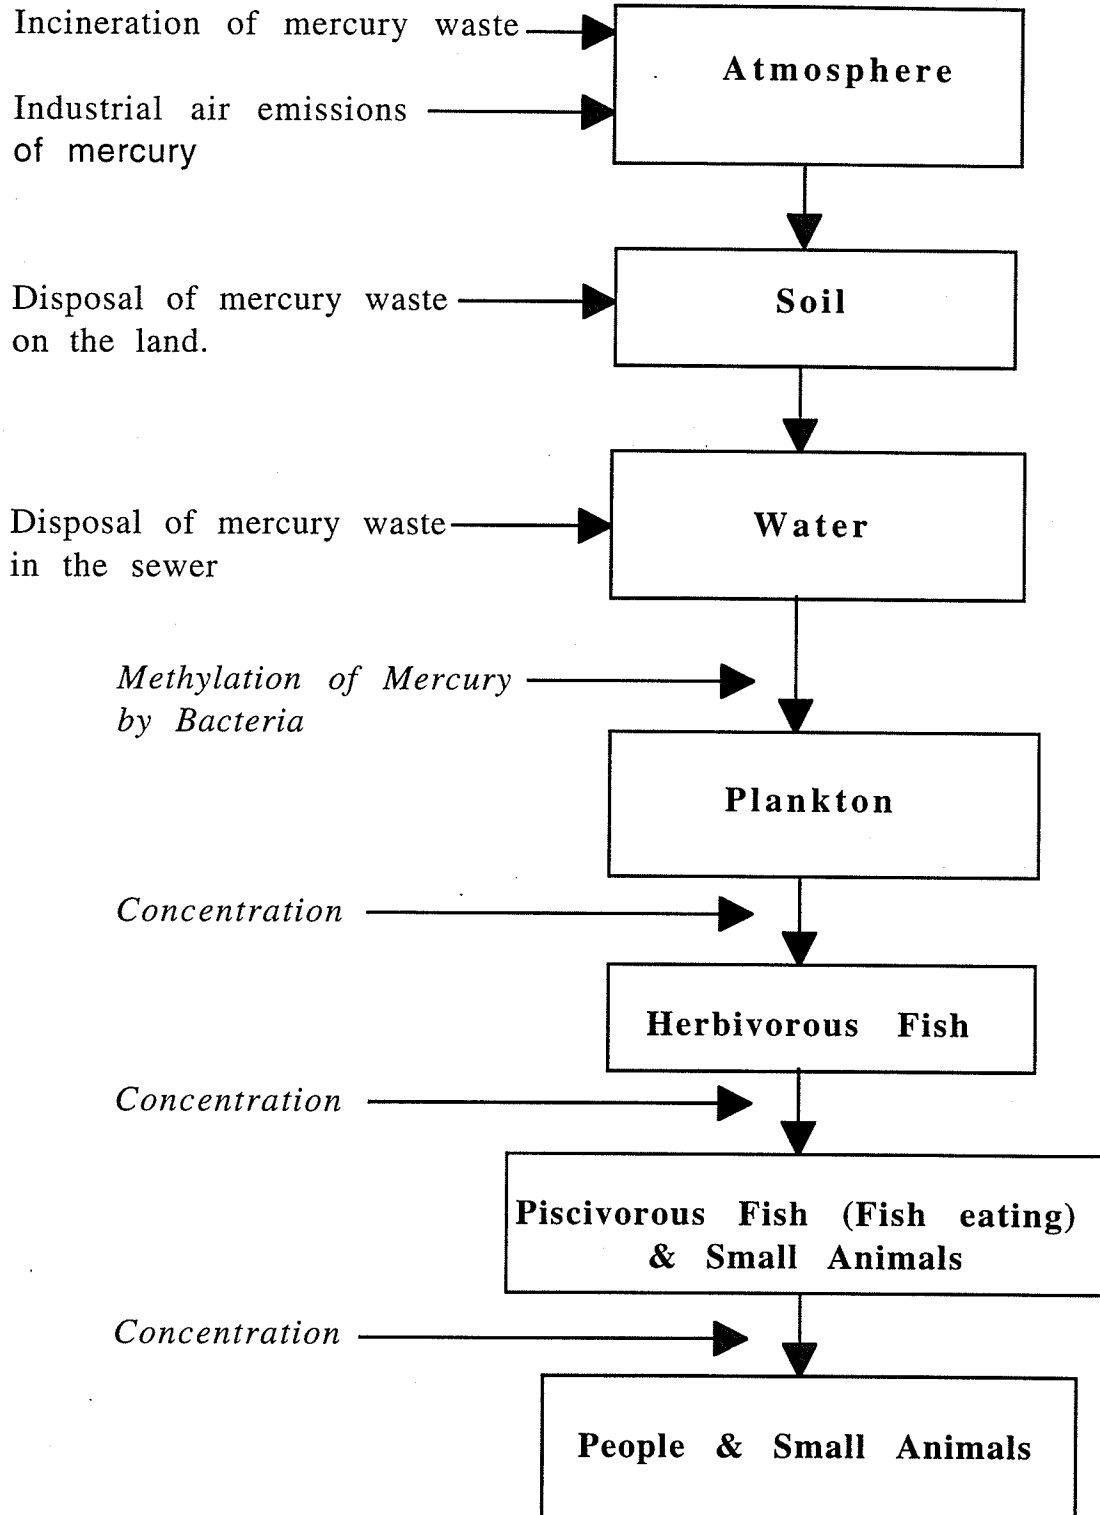 Incineration of mercury waste
Atmosphere
Industrial air emissions
of mercury
Disposal of mercury waste
on the land.
Soil
Disposal of mercury waste
in the sewer
Water
Methylation of Mercury
by Bacteria
Plankton
Concentration
Herbivorous Fish
Concentration
Piscivorous Fish (Fish eating)
& Small Animals
Concentration
People & Small Animals